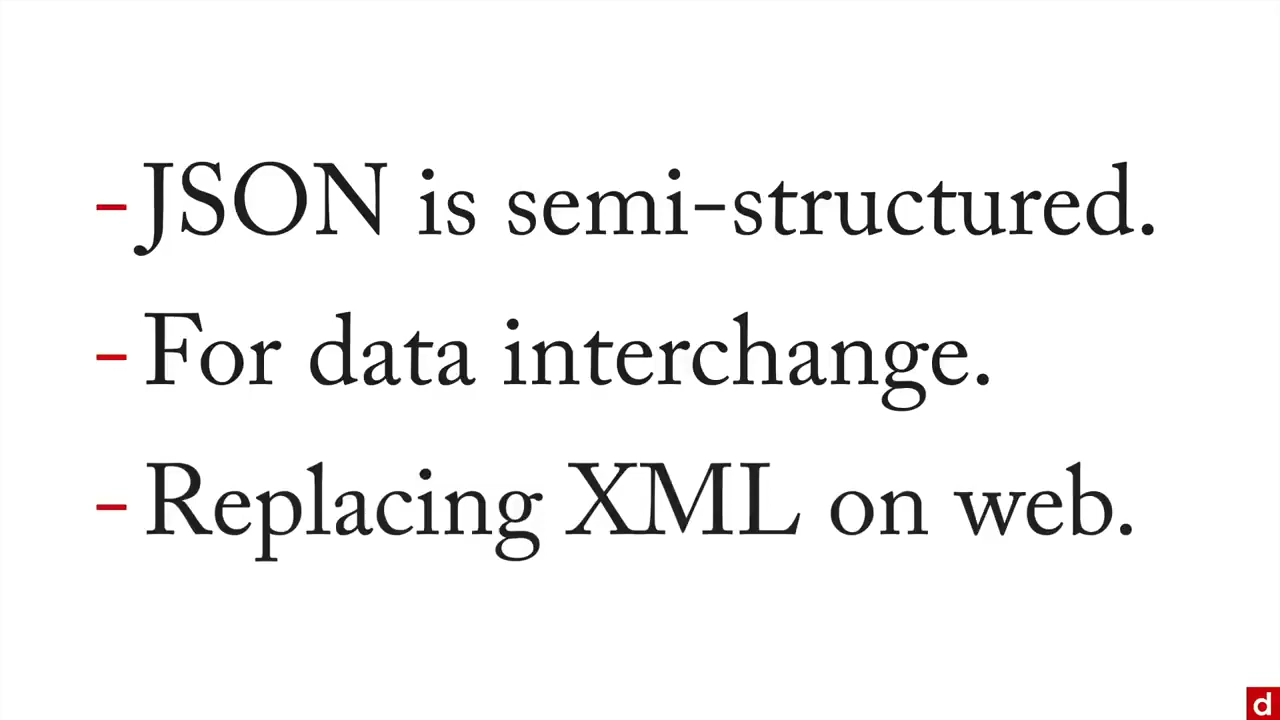 - JSON is semi-structured.
- For data interchange.
- Replacing XML on web.
d